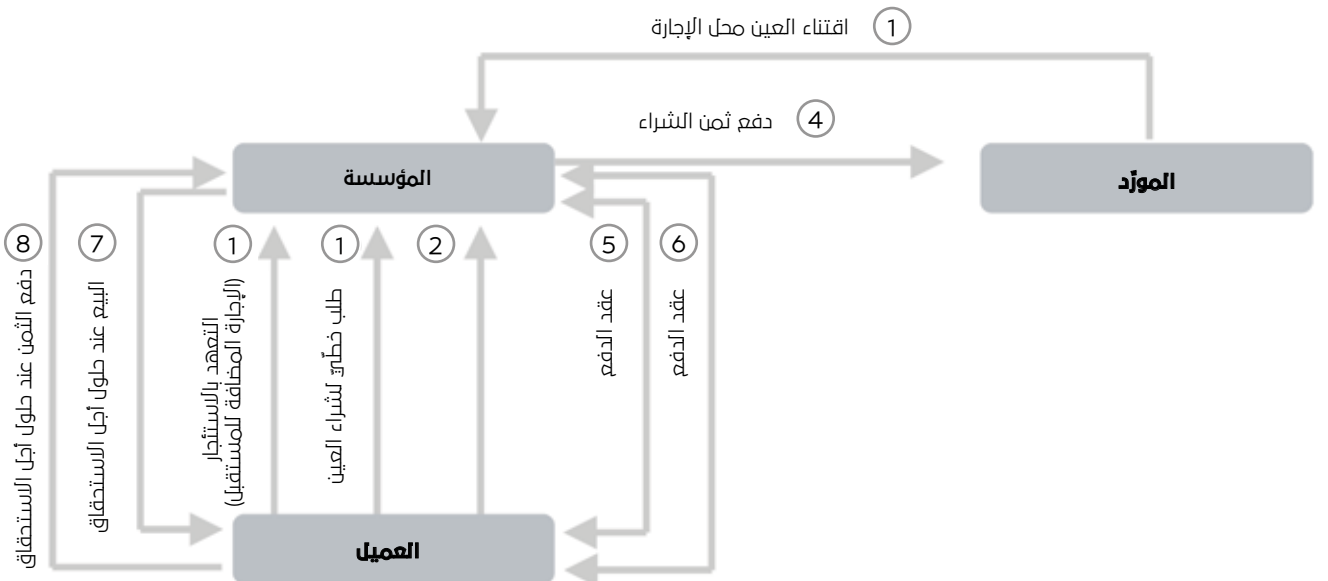 1 اقتناء العين محل الإجارة
4 دفع ثمن الشراء
المورّد
المؤسسة
6 عقد الدفع
5 عقد الدفع
2
1 طلب خطّيّ لشراء العين
1 التعهد بالاستئجار
(الإجارة المضافة للمستقبل)
7 البيع عند حلول أجل الاستحقاق
8 دفع الثمن عند حلول أجل الاستحقاق
العميل